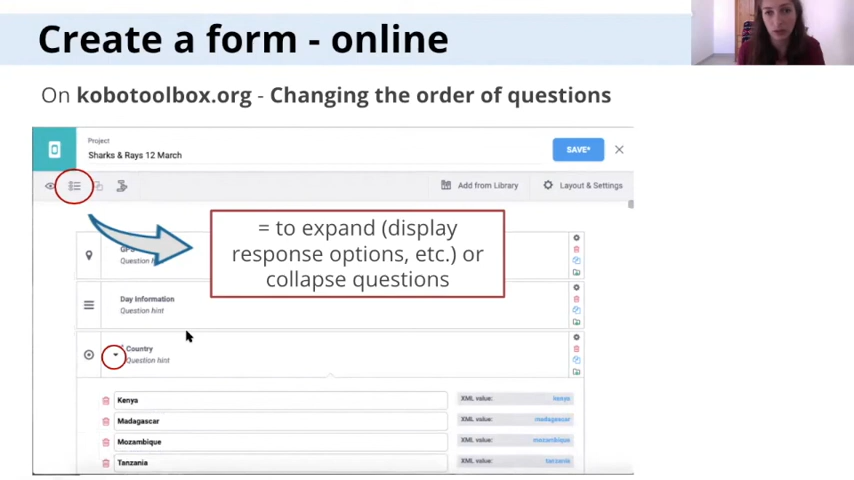 Create a form - online
On kobotoolbox.org - Changing the order of questions
Project
Sharks & Rays 12 March
SAVE*
Add from Library
Layout & Settings
= to expand (display
response options, etc.) or
collapse questions
Question
Day Information
Question hint
Country
Question hint
Kenya
XML value:
kenya
Madagascar
XML value:
madagascar
Mozambique
XML value:
mozambique
Tanzania
XML value:
tanzania